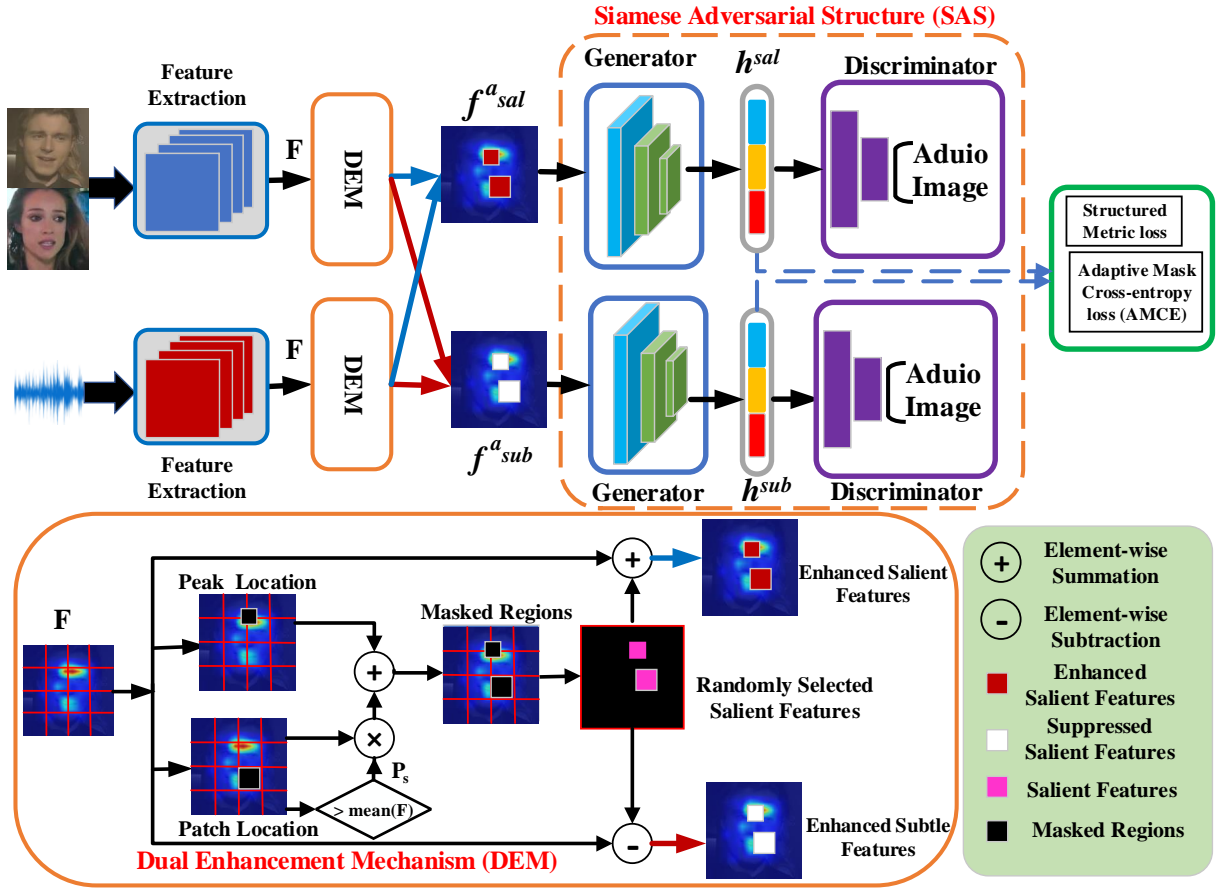 Siamese Adversarial Structure (SAS)
Feature
Extraction
F
DEM
f^a_sal
Generator
h^sal
Discriminator
Aduio
Image
Structured
Metric loss
Adaptive Mask
Cross-entropy
loss (AMCE)
F
DEM
Feature
Extraction
f^a_sub
Generator
h^sub
Aduio
Image
Discriminator
F
Peak Location
Patch Location
> mean(F)
P_s
+
×
Masked Regions
Randomly Selected
Salient Features
+
-
Enhanced Salient
Features
Enhanced Subtle
Features
Dual Enhancement Mechanism (DEM)
+ Element-wise
Summation
- Element-wise
Subtraction
Enhanced
Salient Features
Suppressed
Salient Features
Salient Features
Masked Regions